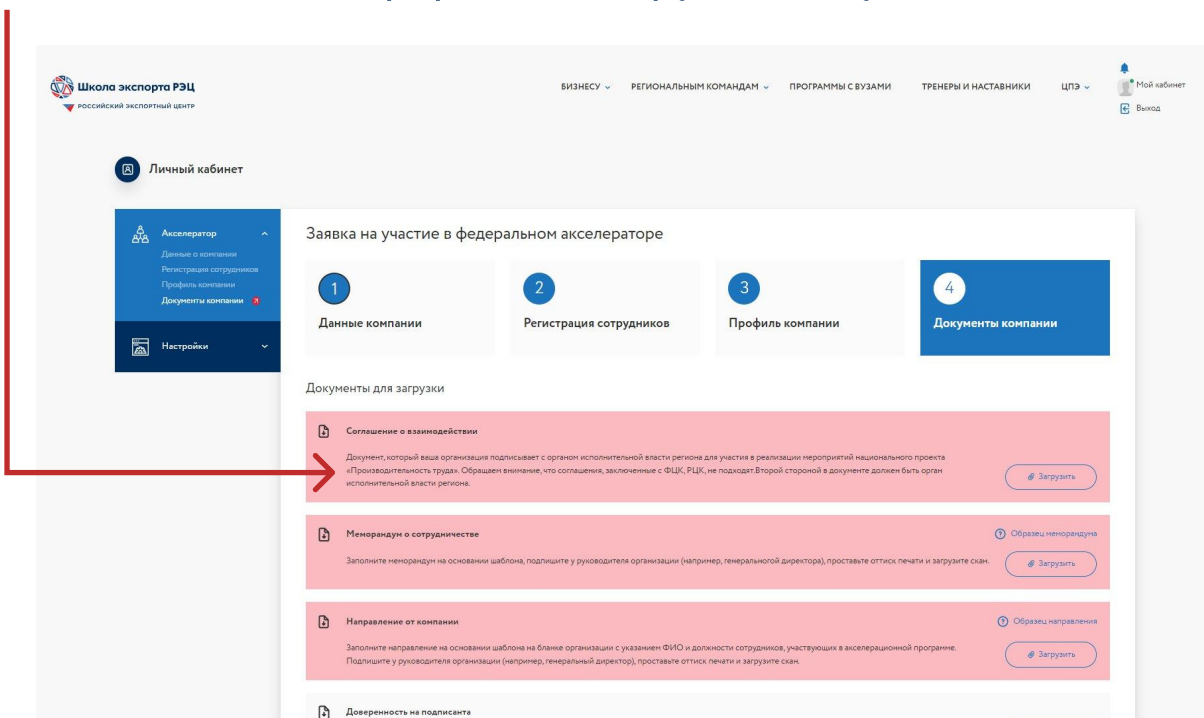 Школа экспорта РЭЦ
РОССИЙСКИЙ ЭКСПОРТНЫЙ ЦЕНТР
БИЗНЕСУ
РЕГИОНАЛЬНЫМ КОМАНДАМ
ПРОГРАММЫ С ВУЗАМИ
ТРЕНЕРЫ И НАСТАВНИКИ
ЦПЭ
Мой кабинет
Выход
Личный кабинет
Акселератор
Данные о компании
Регистрация сотрудников
Профиль компании
Документы компании
Настройки
Заявка на участие в федеральном акселераторе
1
Данные компании
2
Регистрация сотрудников
3
Профиль компании
4
Документы компании
Документы для загрузки
Соглашение о взаимодействии
Документ, который ваша организация подписывает с органом исполнительной власти региона для участия в реализации мероприятий национального проекта
«Производительность труда». Обращаем внимание, что соглашения, заключенные с ФЦК, РЦК, не подходят.Второй стороной в документе должен быть орган
исполнительной власти региона.
Загрузить
Меморандум о сотрудничестве
Образец меморандума
Заполните меморандум на основании шаблона, подпишите у руководителя организации (например, генеральногой директора), проставьте оттиск печати и загрузите скан.
Загрузить
Направление от компании
Образец направления
Заполните направление на основании шаблона на бланке организации с указанием ФИО и должности сотрудников, участвующих в акселерационной программе.
Подпишите у руководителя организации (например, генеральный директор), проставьте оттиск печати и загрузите скан.
Загрузить
Доверенность на подписанта